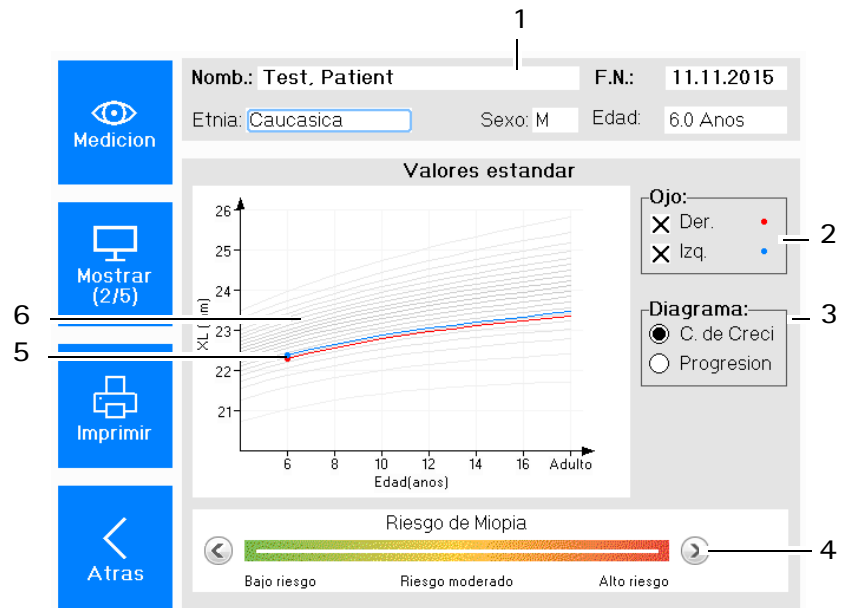 1
Nomb.: Test, Patient F.N.: 11.11.2015
Etnia: Caucasica Sexo: M Edad: 6.0 Anos
Medicion
Mostrar
(2/5)
Imprimir
Atras
Valores estandar
26
25
24
23
22
21
XL (mm)
6 8 10 12 14 16 Adulto
Edad(anos)
Ojo:
Der.
Izq.
2
Diagrama:
C. de Creci
Progresion
3
6
5
Riesgo de Miopia
4
Bajo riesgo Riesgo moderado Alto riesgo